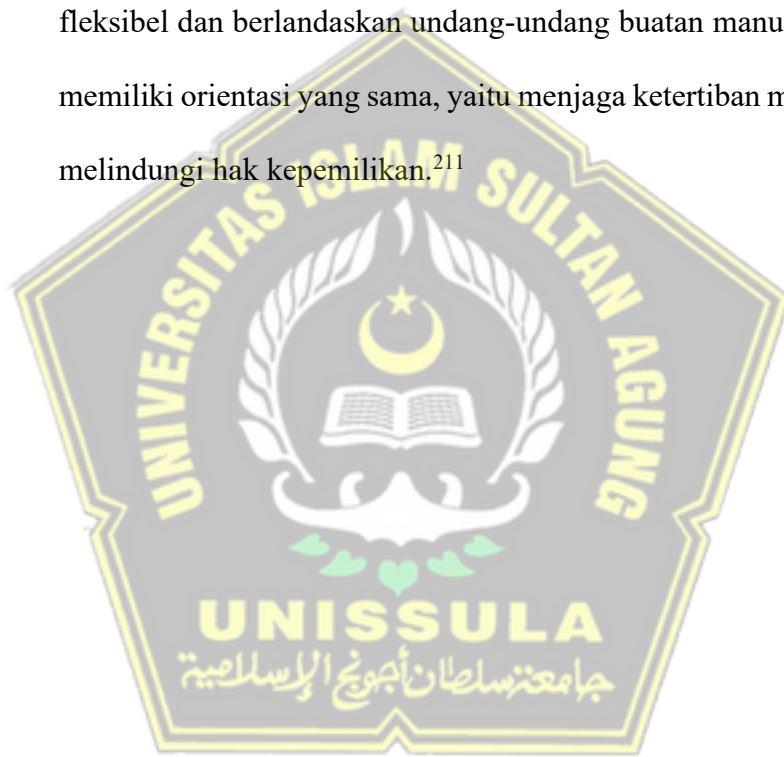 fleksibel dan berlandaskan undang-undang buatan manu
memiliki orientasi yang sama, yaitu menjaga ketertiban m
melindungi hak kepemilikan.211
UNIVERSITAS ISLAM SULTAN AGUNG
UNISSULA
جامعة سلطان أجونج الإسلامية